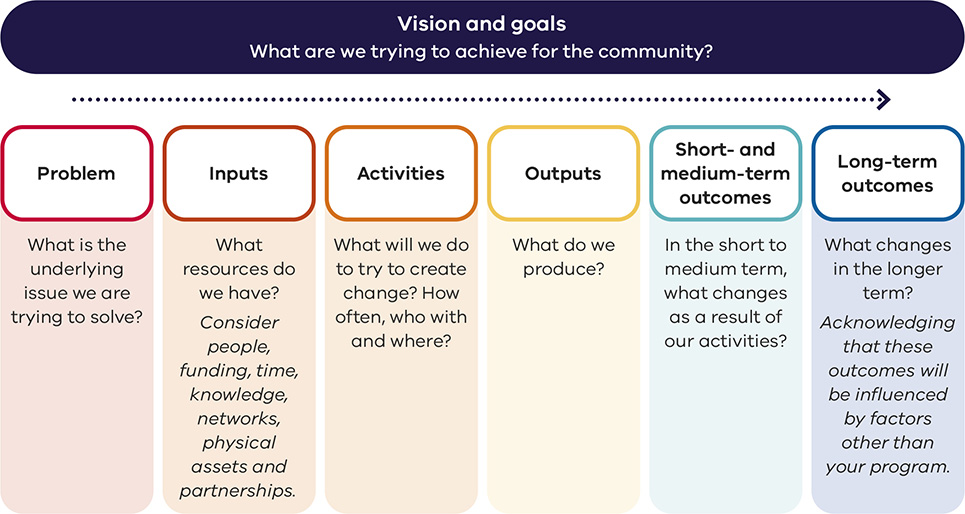 Vision and goals
What are we trying to achieve for the community?
Problem
What is the
underlying
issue we are
trying to solve?
Inputs
What
resources do
we have?
Consider
people,
funding, time,
knowledge,
networks,
physical
assets and
partnerships.
Activities
What will we do
to try to create
change? How
often, who with
and where?
Outputs
What do we
produce?
Short- and
medium-term
outcomes
In the short to
medium term,
what changes
as a result of
our activities?
Long-term
outcomes
What changes
in the longer
term?
Acknowledging
that these
outcomes will
be influenced
by factors
other than
your program.